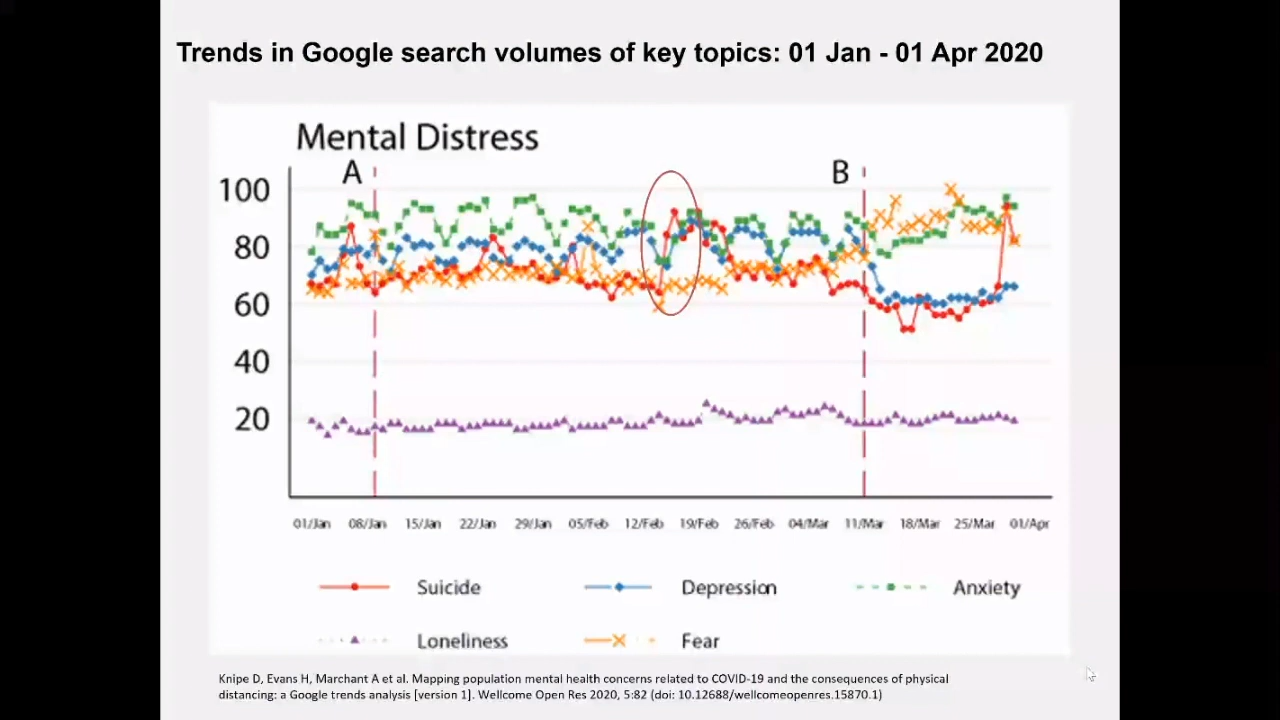 Trends in Google search volumes of key topics: 01 Jan - 01 Apr 2020
Mental Distress
A
B
100
80
60
40
20
01/Jan 08/Jan 15/Jan 22/Jan 29/Jan 05/Feb 12/Feb 19/Feb 26/Feb 04/Mar 11/Mar 18/Mar 25/Mar 01/Apr
Suicide Depression Anxiety
Loneliness Fear
Knipe D, Evans H, Marchant A et al. Mapping population mental health concerns related to COVID-19 and the consequences of physical
distancing: a Google trends analysis [version 1]. Wellcome Open Res 2020, 5:82 (doi: 10.12688/wellcomeopenres.15870.1)